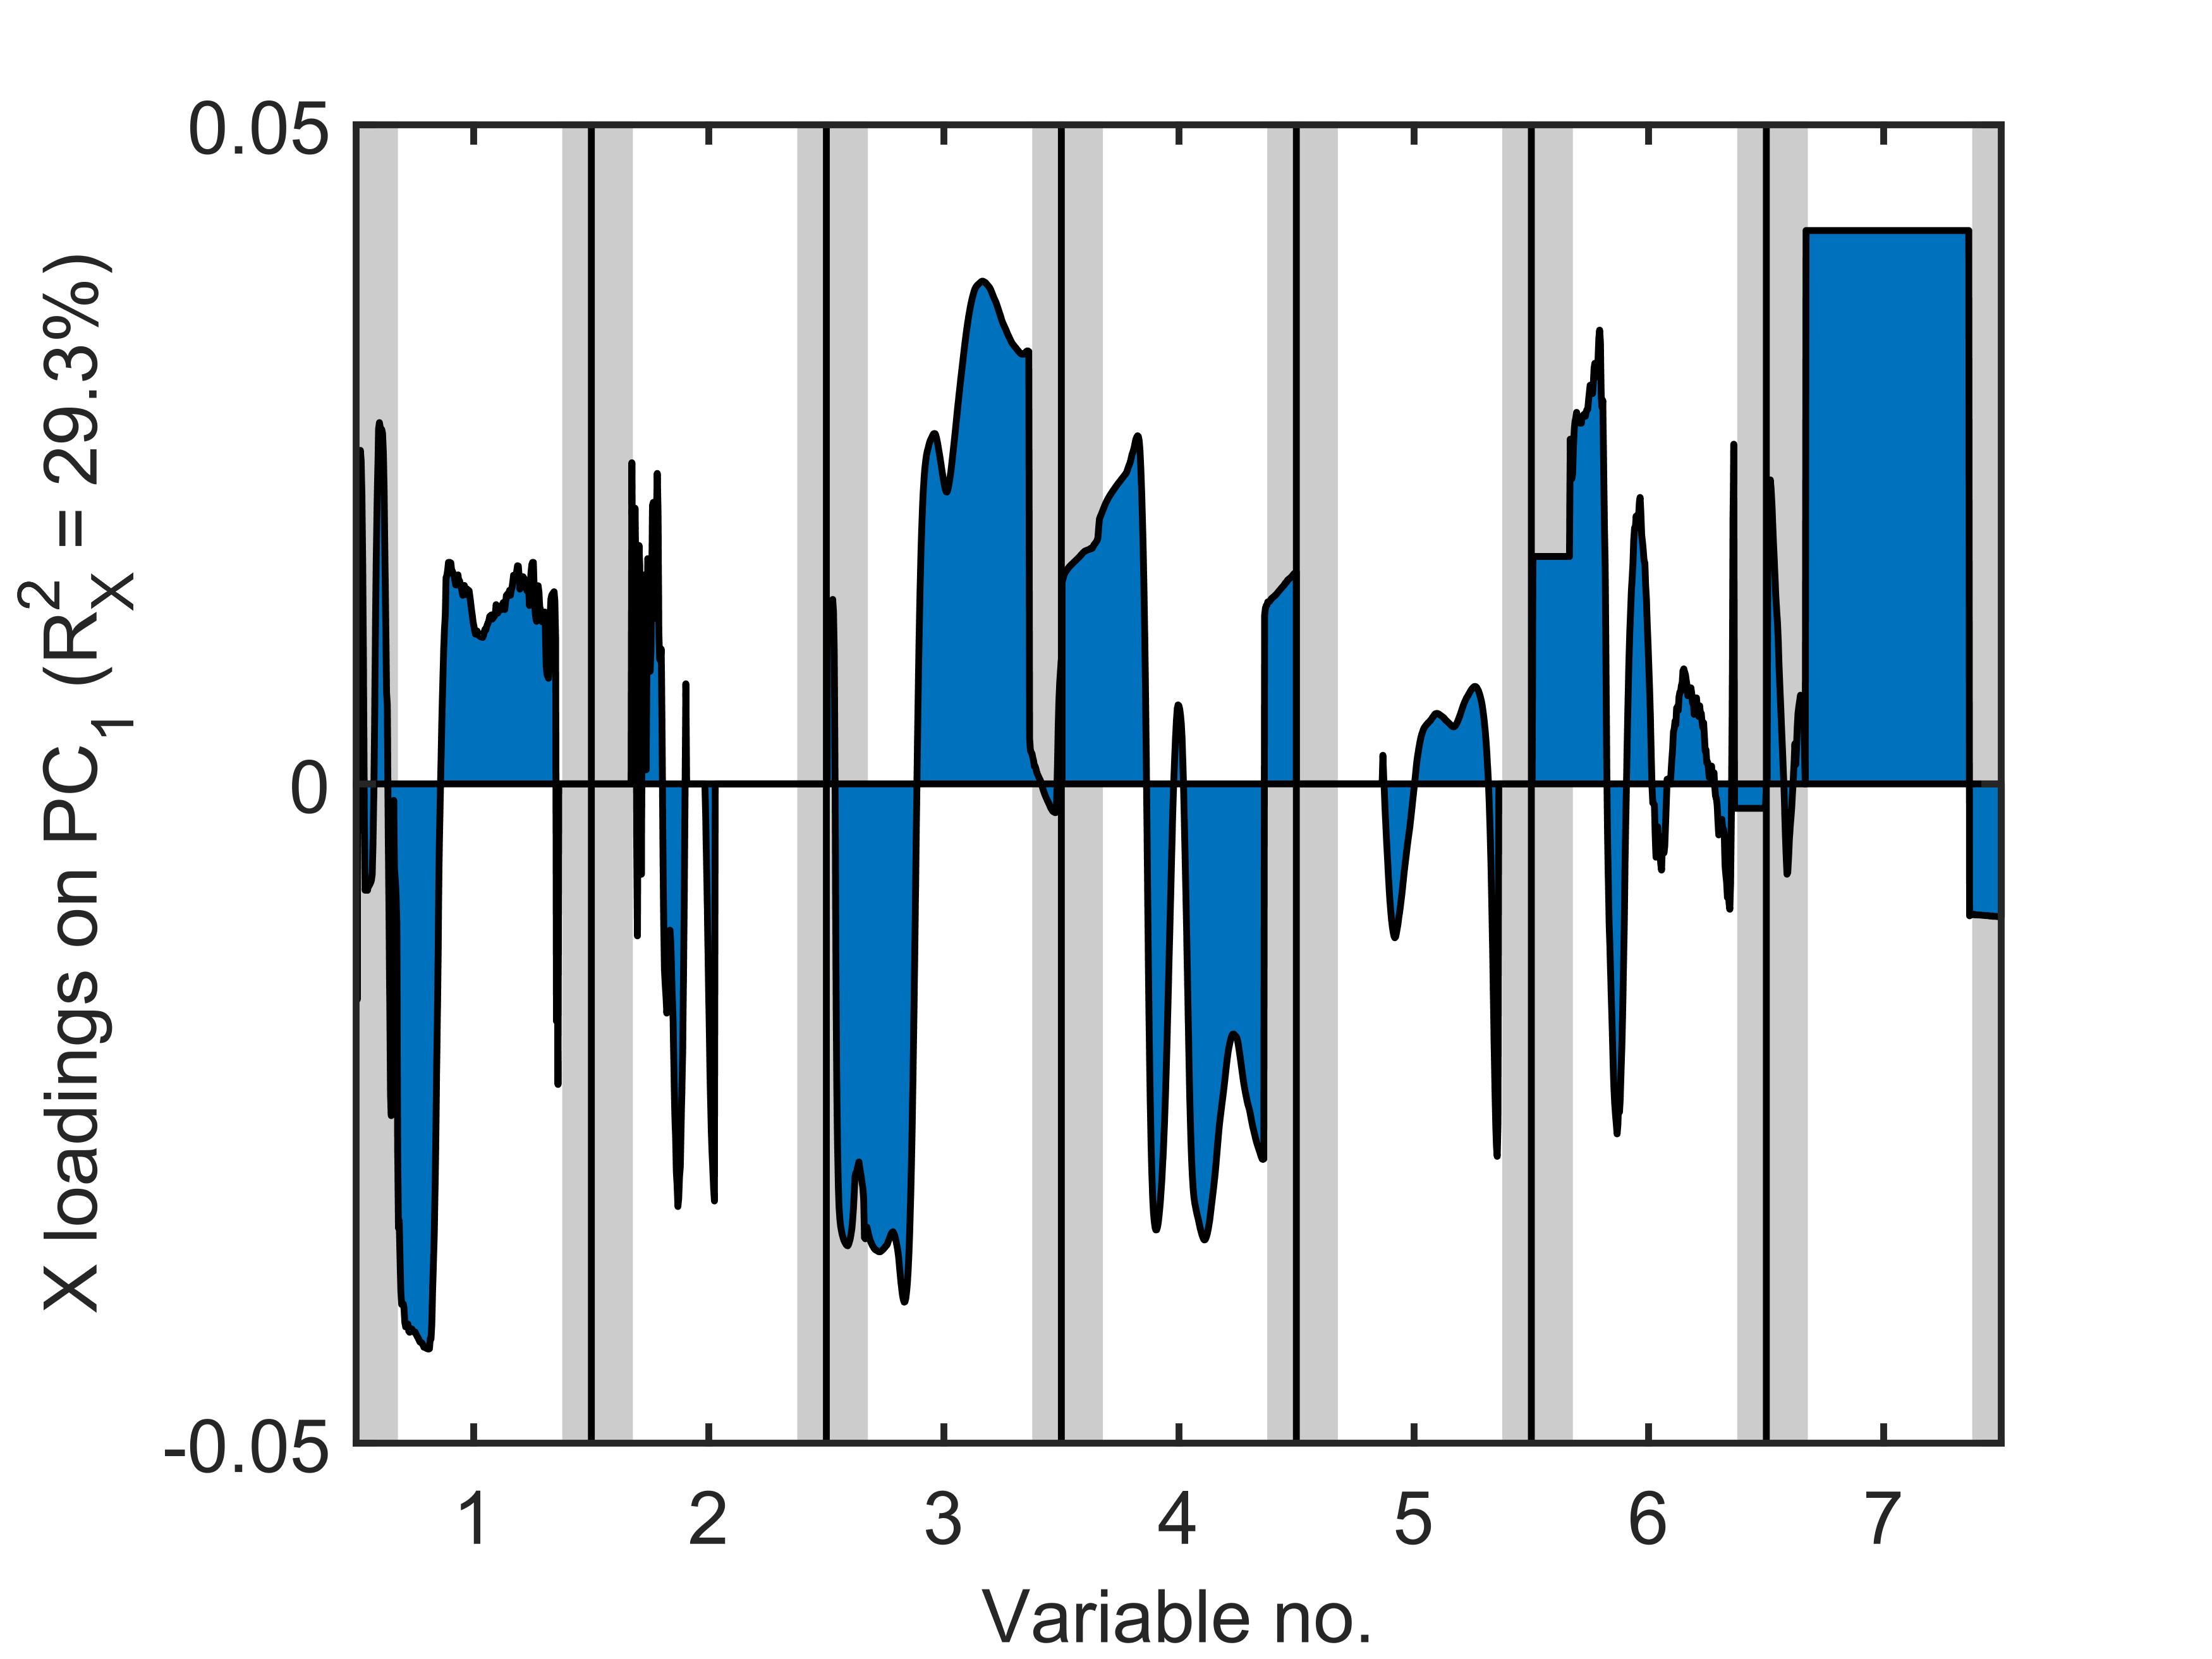 0.05
0
-0.05
X loadings on PC1 (RX2 = 29.3%)
1 2 3 4 5 6 7
Variable no.